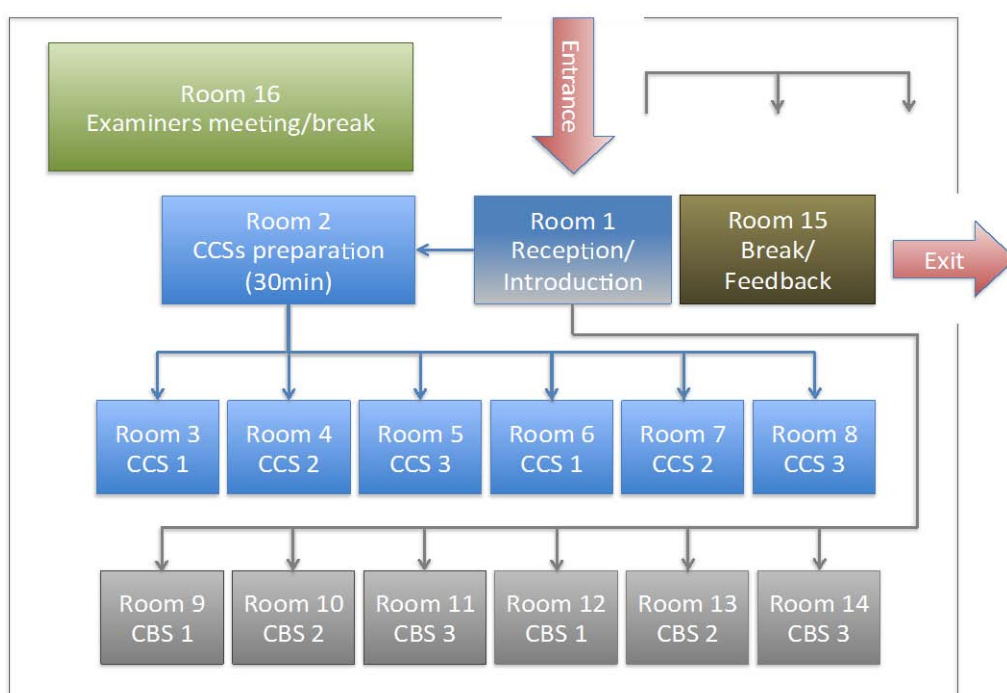 Entrance
Room 16
Examiners meeting/break
Room 2
CCSs preparation
(30min)
Room 1
Reception/
Introduction
Room 15
Break/
Feedback
Exit
Room 3
CCS 1
Room 4
CCS 2
Room 5
CCS 3
Room 6
CCS 1
Room 7
CCS 2
Room 8
CCS 3
Room 9
CBS 1
Room 10
CBS 2
Room 11
CBS 3
Room 12
CBS 1
Room 13
CBS 2
Room 14
CBS 3